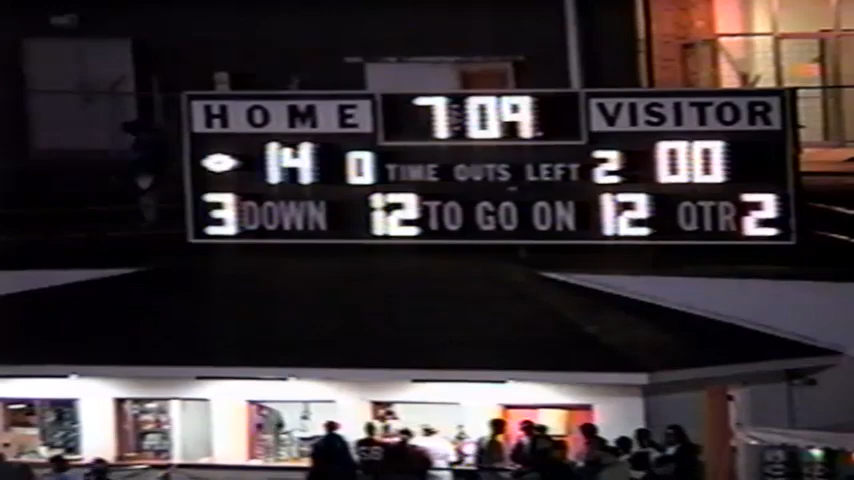 HOME 7:09 VISITOR
14 0 TIME OUTS LEFT 2 00
3 DOWN 12 TO GO ON 12 QTR 2
58